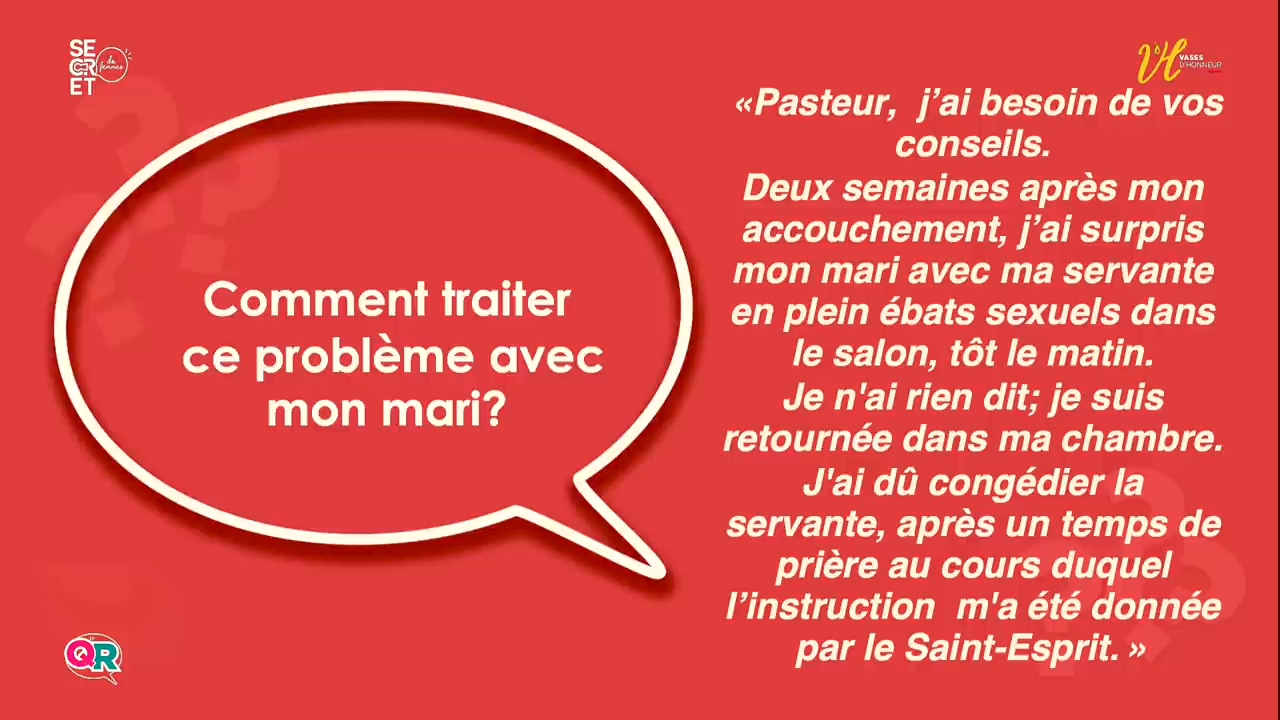 SE
CR
ET
de
femmes
VH
VASES
D'HONNEUR
Comment traiter
ce problème avec
mon mari?
«Pasteur,  j’ai besoin de vos
conseils.
Deux semaines après mon
accouchement, j’ai surpris
mon mari avec ma servante
en plein ébats sexuels dans
le salon, tôt le matin.
Je n'ai rien dit; je suis
retournée dans ma chambre.
J'ai dû congédier la
servante, après un temps de
prière au cours duquel
l’instruction  m'a été donnée
par le Saint-Esprit. »
QR